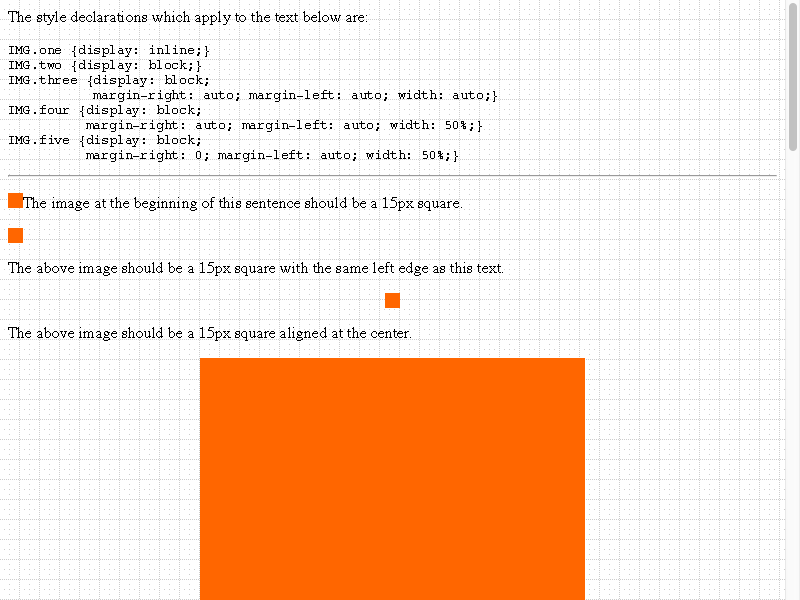 The style declarations which apply to the text below are:
IMG.one {display: inline;}
IMG.two {display: block;}
IMG.three {display: block;
margin-right: auto; margin-left: auto; width: auto;}
IMG.four {display: block;
margin-right: auto; margin-left: auto; width: 50%;}
IMG.five {display: block;
margin-right: 0; margin-left: auto; width: 50%;}
The image at the beginning of this sentence should be a 15px square.
The above image should be a 15px square with the same left edge as this text.
The above image should be a 15px square aligned at the center.